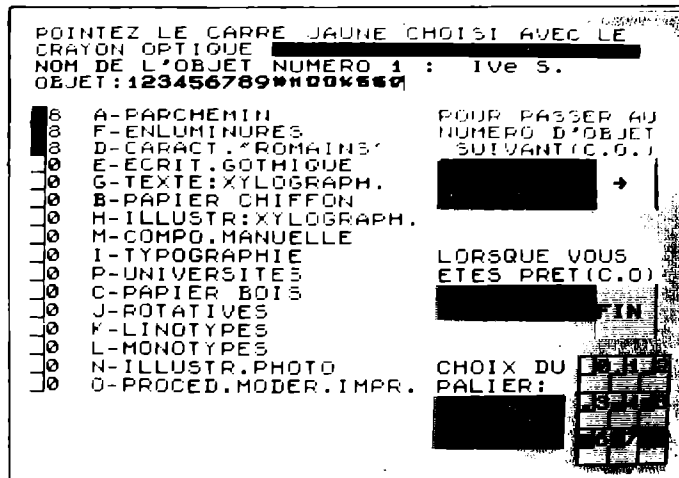 POINTEZ LE CARRE JAUNE CHOISI AVEC LE
CRAYON OPTIQUE
NOM DE L'OBJET NUMERO 1 : IVe S.
OBJET:123456789
8 A-PARCHEMIN
8 F-ENLUMINURES
8 D-CARACT."ROMAINS"
0 E-ECRIT.GOTHIQUE
0 G-TEXTE:XYLOGRAPH.
0 B-PAPIER CHIFFON
0 H-ILLUSTR:XYLOGRAPH.
0 M-COMPO.MANUELLE
0 I-TYPOGRAPHIE
0 P-UNIVERSITES
0 C-PAPIER BOIS
0 J-ROTATIVES
0 K-LINOTYPES
0 L-MONOTYPES
0 N-ILLUSTR.PHOTO
0 O-PROCED.MODER.IMPR.
POUR PASSER AU
NUMERO D'OBJET
SUIVANT(C.O.)
→
LORSQUE VOUS
ETES PRET(C.O)
FIN
CHOIX DU
PALIER: